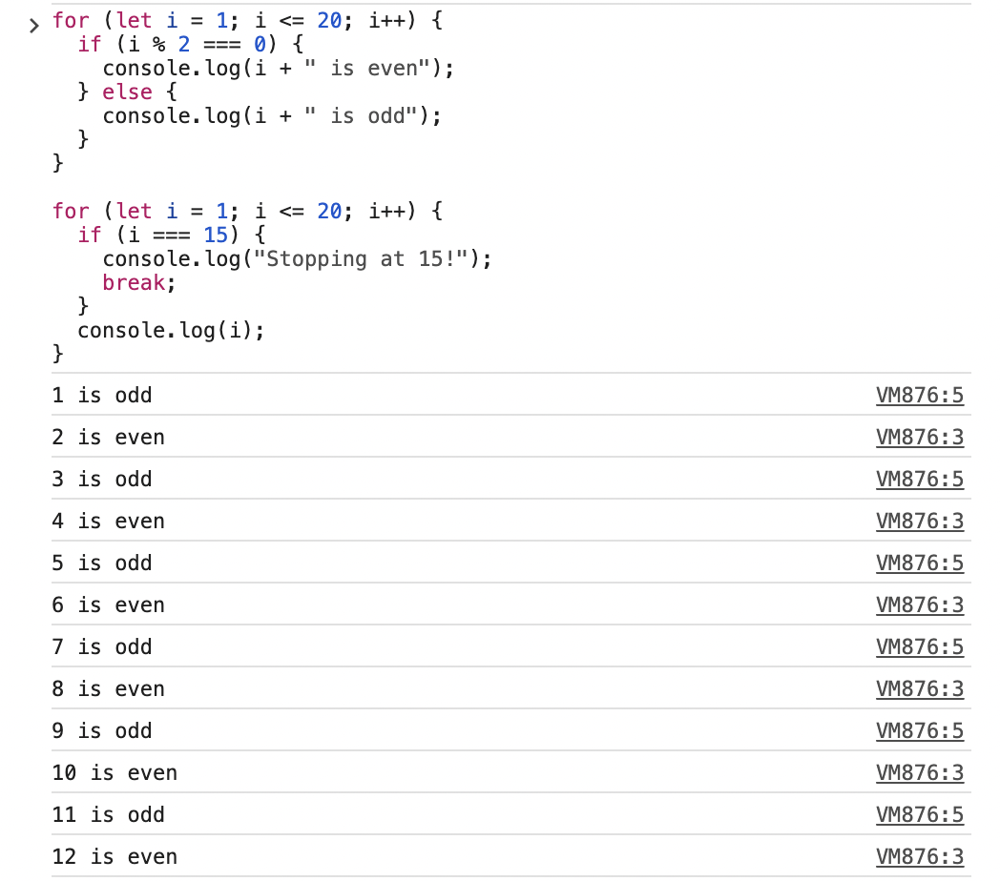 for (let i = 1; i <= 20; i++) {
  if (i % 2 === 0) {
    console.log(i + " is even");
  } else {
    console.log(i + " is odd");
  }
}

for (let i = 1; i <= 20; i++) {
  if (i === 15) {
    console.log("Stopping at 15!");
    break;
  }
  console.log(i);
}
1 is odd VM876:5
2 is even VM876:3
3 is odd VM876:5
4 is even VM876:3
5 is odd VM876:5
6 is even VM876:3
7 is odd VM876:5
8 is even VM876:3
9 is odd VM876:5
10 is even VM876:3
11 is odd VM876:5
12 is even VM876:3